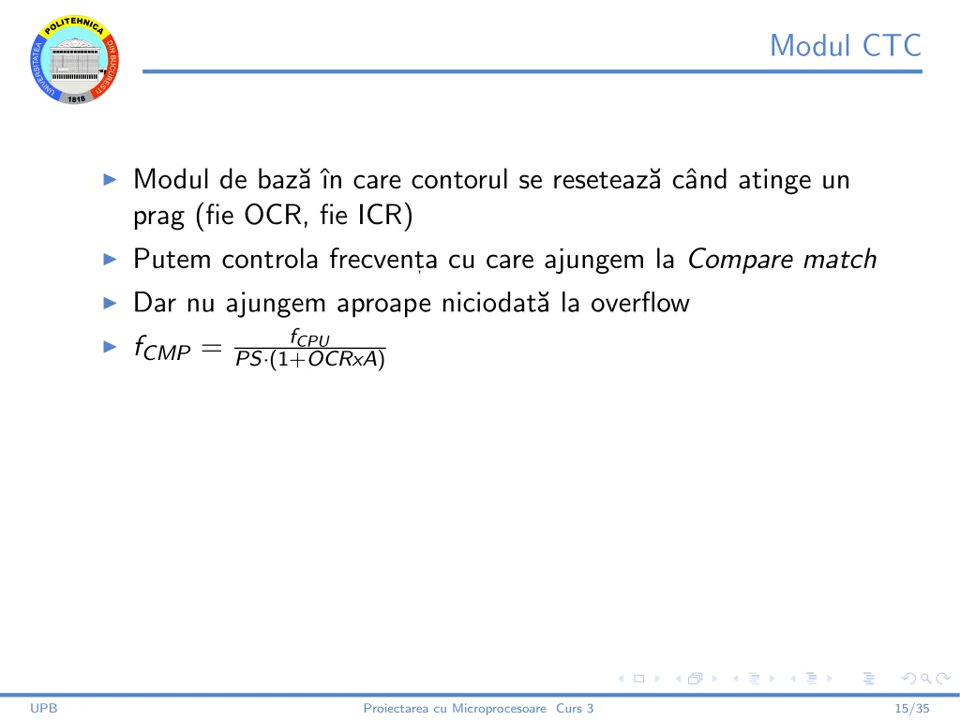 POLITEHNICA
UNIVERSITATEA
DIN BUCURESTI
1818
Modul CTC
Modul de bază în care contorul se resetează când atinge un
prag (fie OCR, fie ICR)
Putem controla frecvența cu care ajungem la Compare match
Dar nu ajungem aproape niciodată la overflow
f_CMP = f_CPU / PS·(1+OCRxA)
UPB
Proiectarea cu Microprocesoare Curs 3
15/35